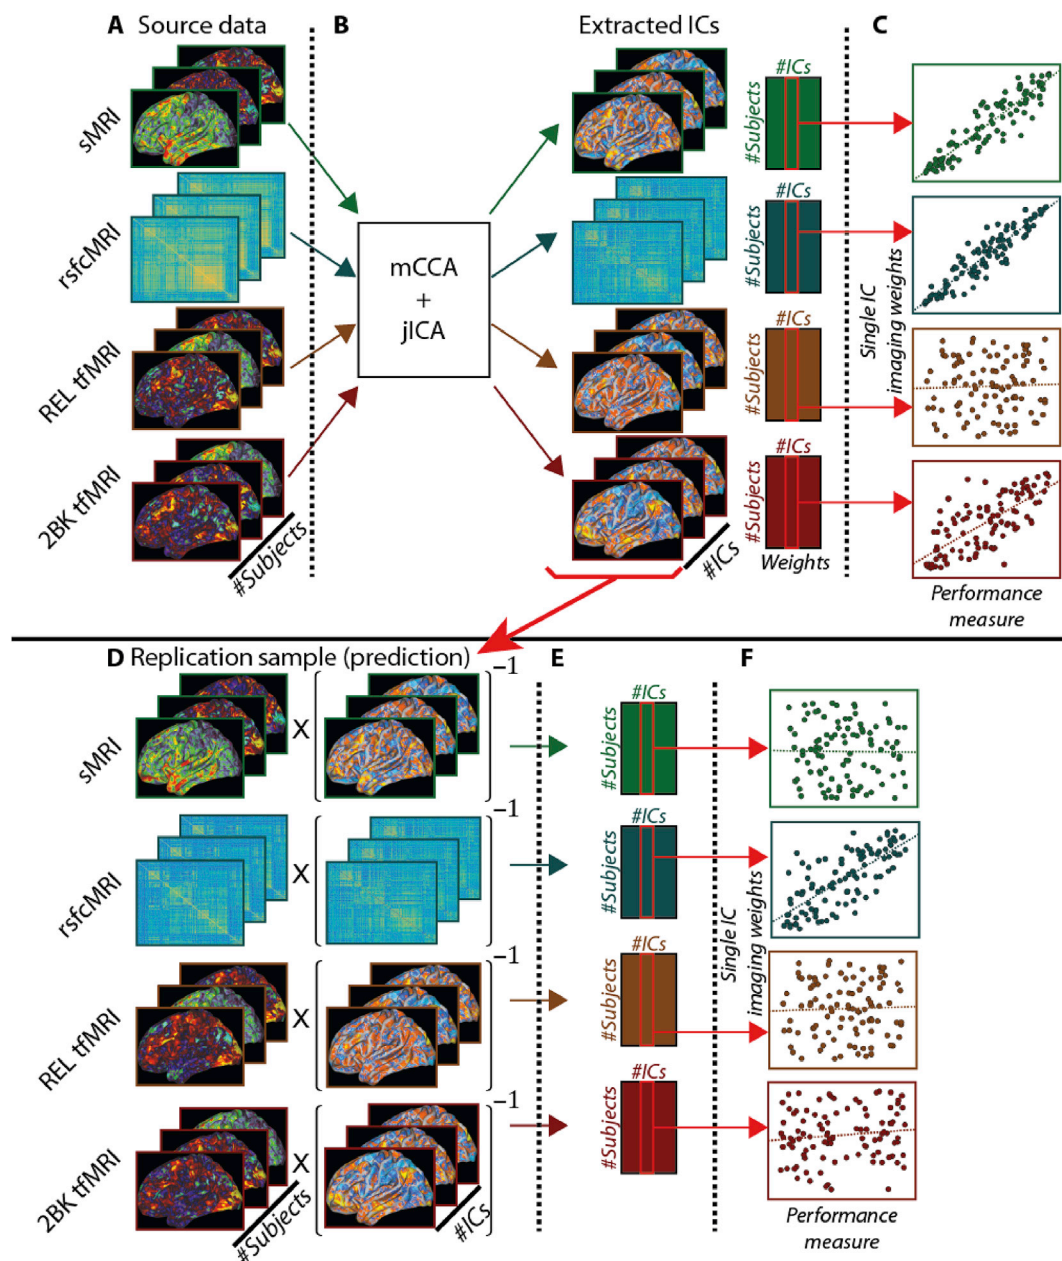 A Source data
B
Extracted ICs
C
sMRI
rsfcMRI
REL tfMRI
2BK tfMRI
#Subjects
mCCA
+
jICA
#ICs
#ICs
#Subjects
#ICs
#Subjects
#ICs
#Subjects
#ICs
#Subjects
Weights
Single IC
imaging weights
Performance
measure
D Replication sample (prediction)
E
F
sMRI
X
−1
rsfcMRI
X
−1
REL tfMRI
X
−1
2BK tfMRI
X
−1
#Subjects
#ICs
#ICs
#Subjects
#ICs
#Subjects
#ICs
#Subjects
#ICs
#Subjects
Single IC
imaging weights
Performance
measure